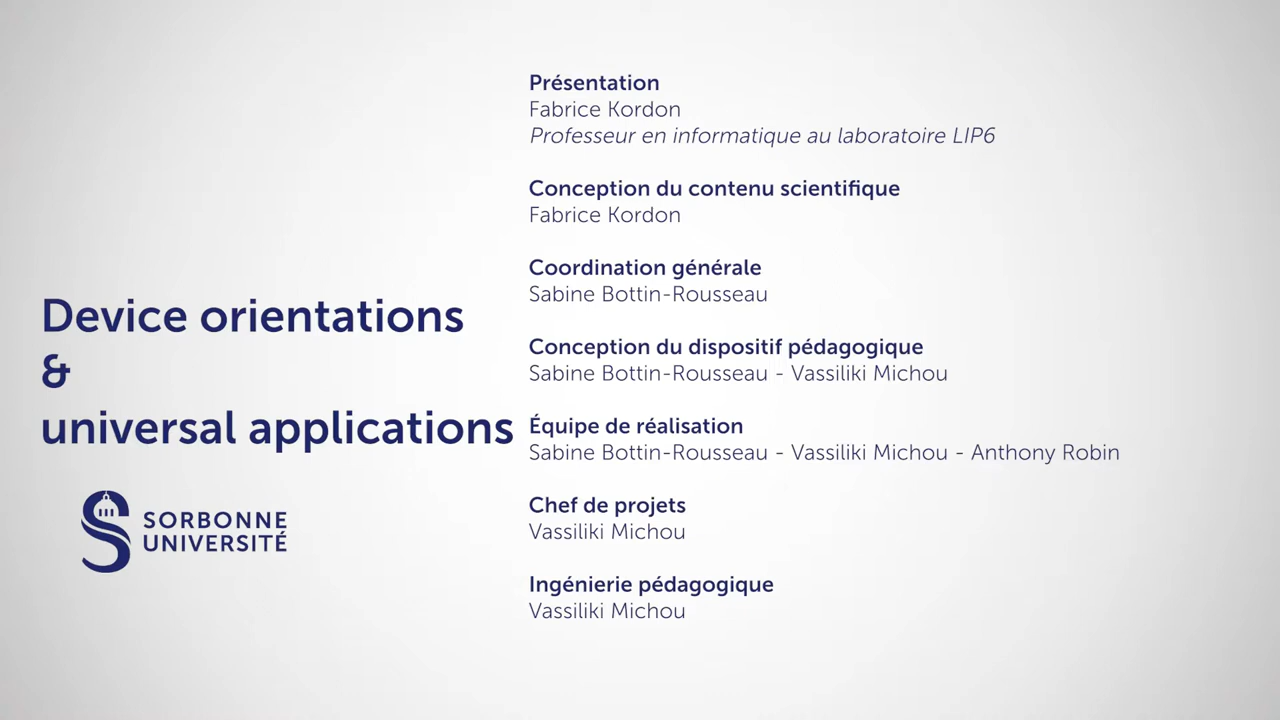 Device orientations
&
universal applications
SORBONNE
UNIVERSITÉ
Présentation
Fabrice Kordon
Professeur en informatique au laboratoire LIP6
Conception du contenu scientifique
Fabrice Kordon
Coordination générale
Sabine Bottin-Rousseau
Conception du dispositif pédagogique
Sabine Bottin-Rousseau - Vassiliki Michou
Équipe de réalisation
Sabine Bottin-Rousseau - Vassiliki Michou - Anthony Robin
Chef de projets
Vassiliki Michou
Ingénierie pédagogique
Vassiliki Michou